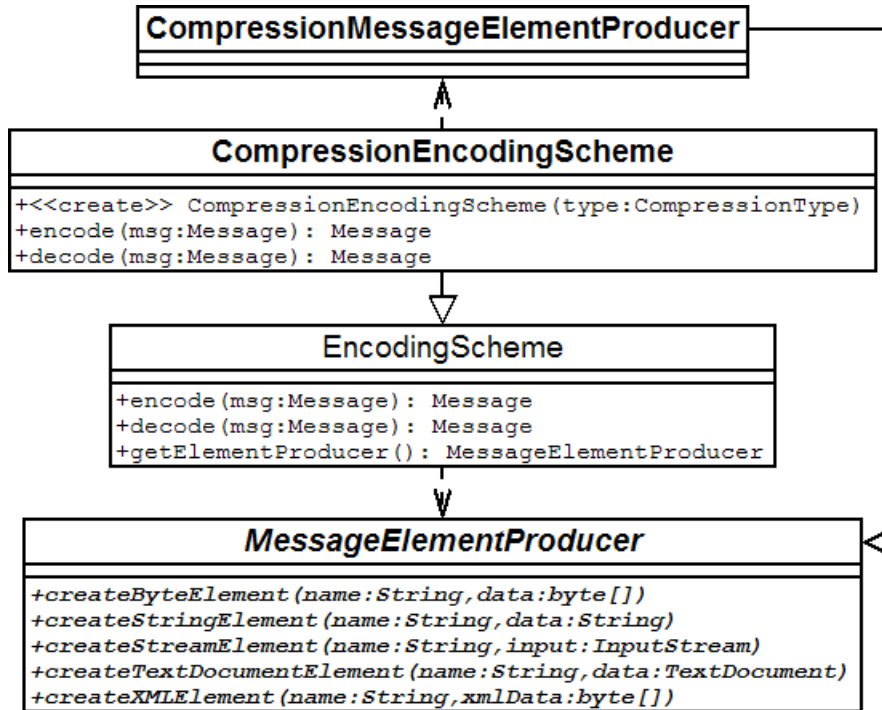 CompressionMessageElementProducer
CompressionEncodingScheme
+<<create>> CompressionEncodingScheme(type:CompressionType)
+encode(msg:Message): Message
+decode(msg:Message): Message
EncodingScheme
+encode(msg:Message): Message
+decode(msg:Message): Message
+getElementProducer(): MessageElementProducer
MessageElementProducer
+createByteElement(name:String,data:byte[])
+createStringElement(name:String,data:String)
+createStreamElement(name:String,input:InputStream)
+createTextDocumentElement(name:String,data:TextDocument)
+createXMLElement(name:String,xmlData:byte[])